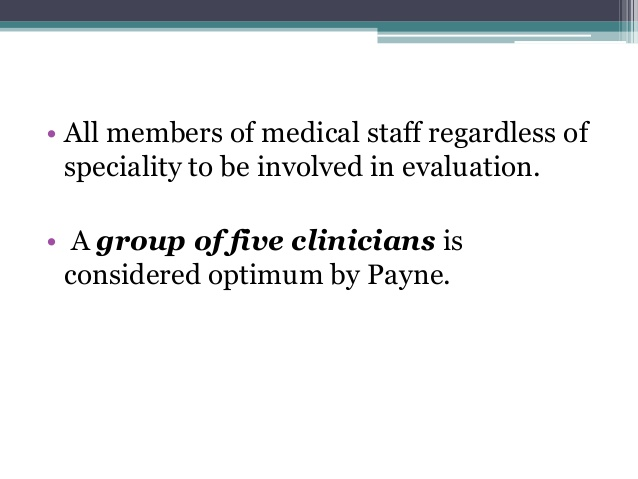 • All members of medical staff regardless of
speciality to be involved in evaluation.
• A group of five clinicians is
considered optimum by Payne.